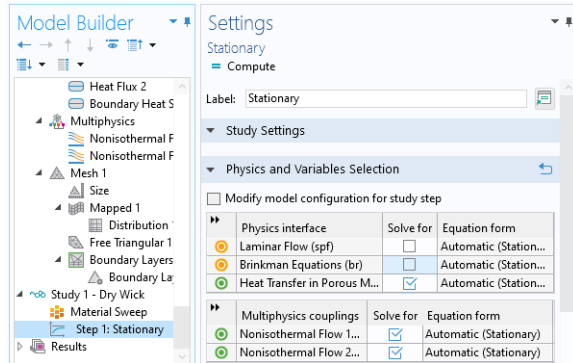 Model Builder
Heat Flux 2
Boundary Heat S
Multiphysics
Nonisothermal F
Nonisothermal F
Mesh 1
Size
Mapped 1
Distribution 1
Free Triangular 1
Boundary Layers
Boundary Lay
Study 1 - Dry Wick
Material Sweep
Step 1: Stationary
Results
Settings
Stationary
= Compute
Label: Stationary
Study Settings
Physics and Variables Selection
Modify model configuration for study step
Physics interface Solve for Equation form
Laminar Flow (spf) Automatic (Station...
Brinkman Equations (br) Automatic (Station...
Heat Transfer in Porous M... Automatic (Station...
Multiphysics couplings Solve for Equation form
Nonisothermal Flow 1... Automatic (Stationary)
Nonisothermal Flow 2... Automatic (Stationary)